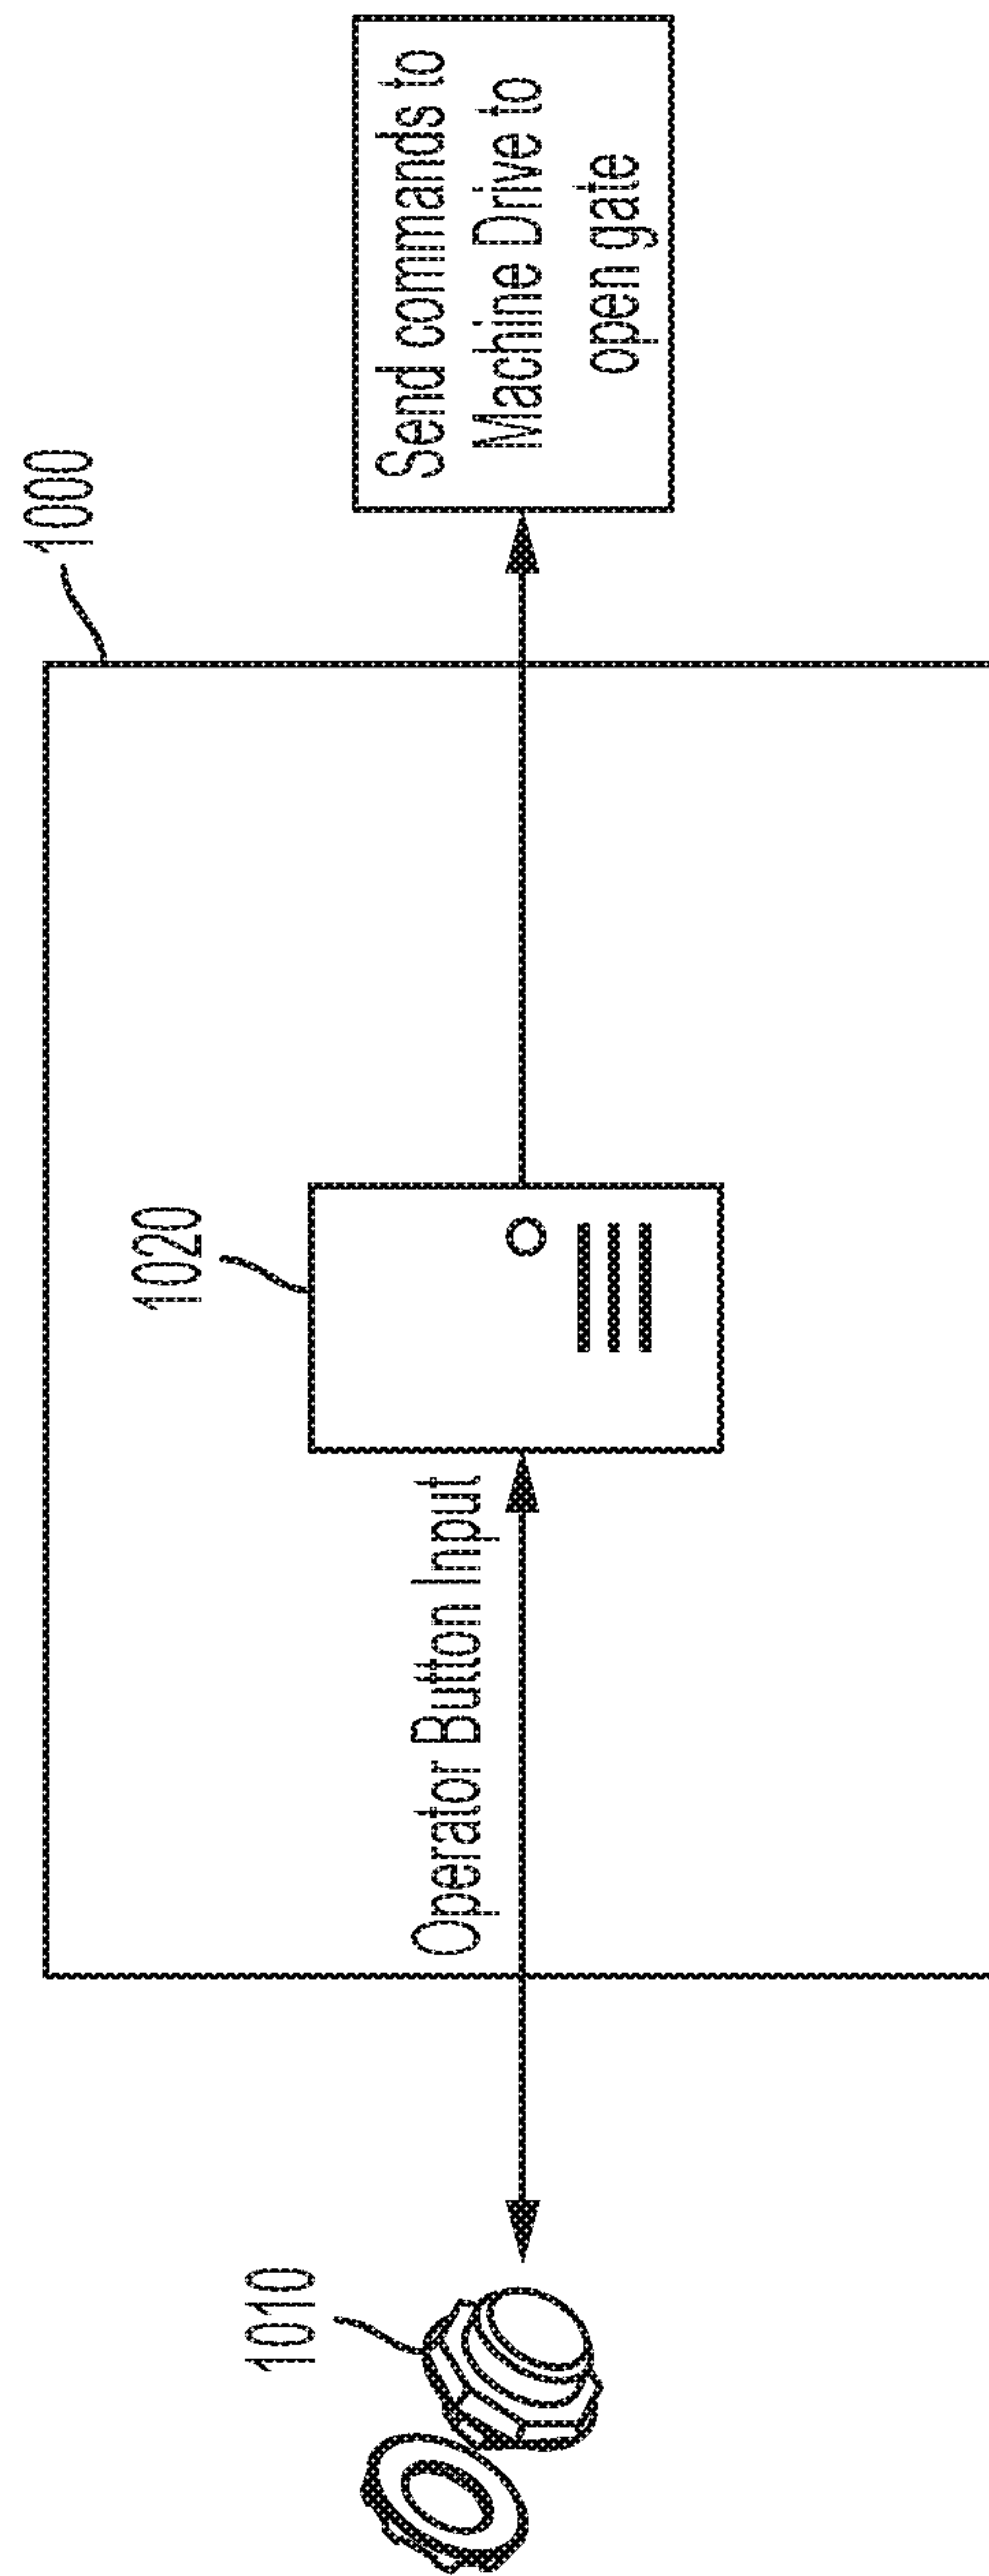 1000
1020
1010
Operator Button Input
Send commands to
Machine Drive to
open gate